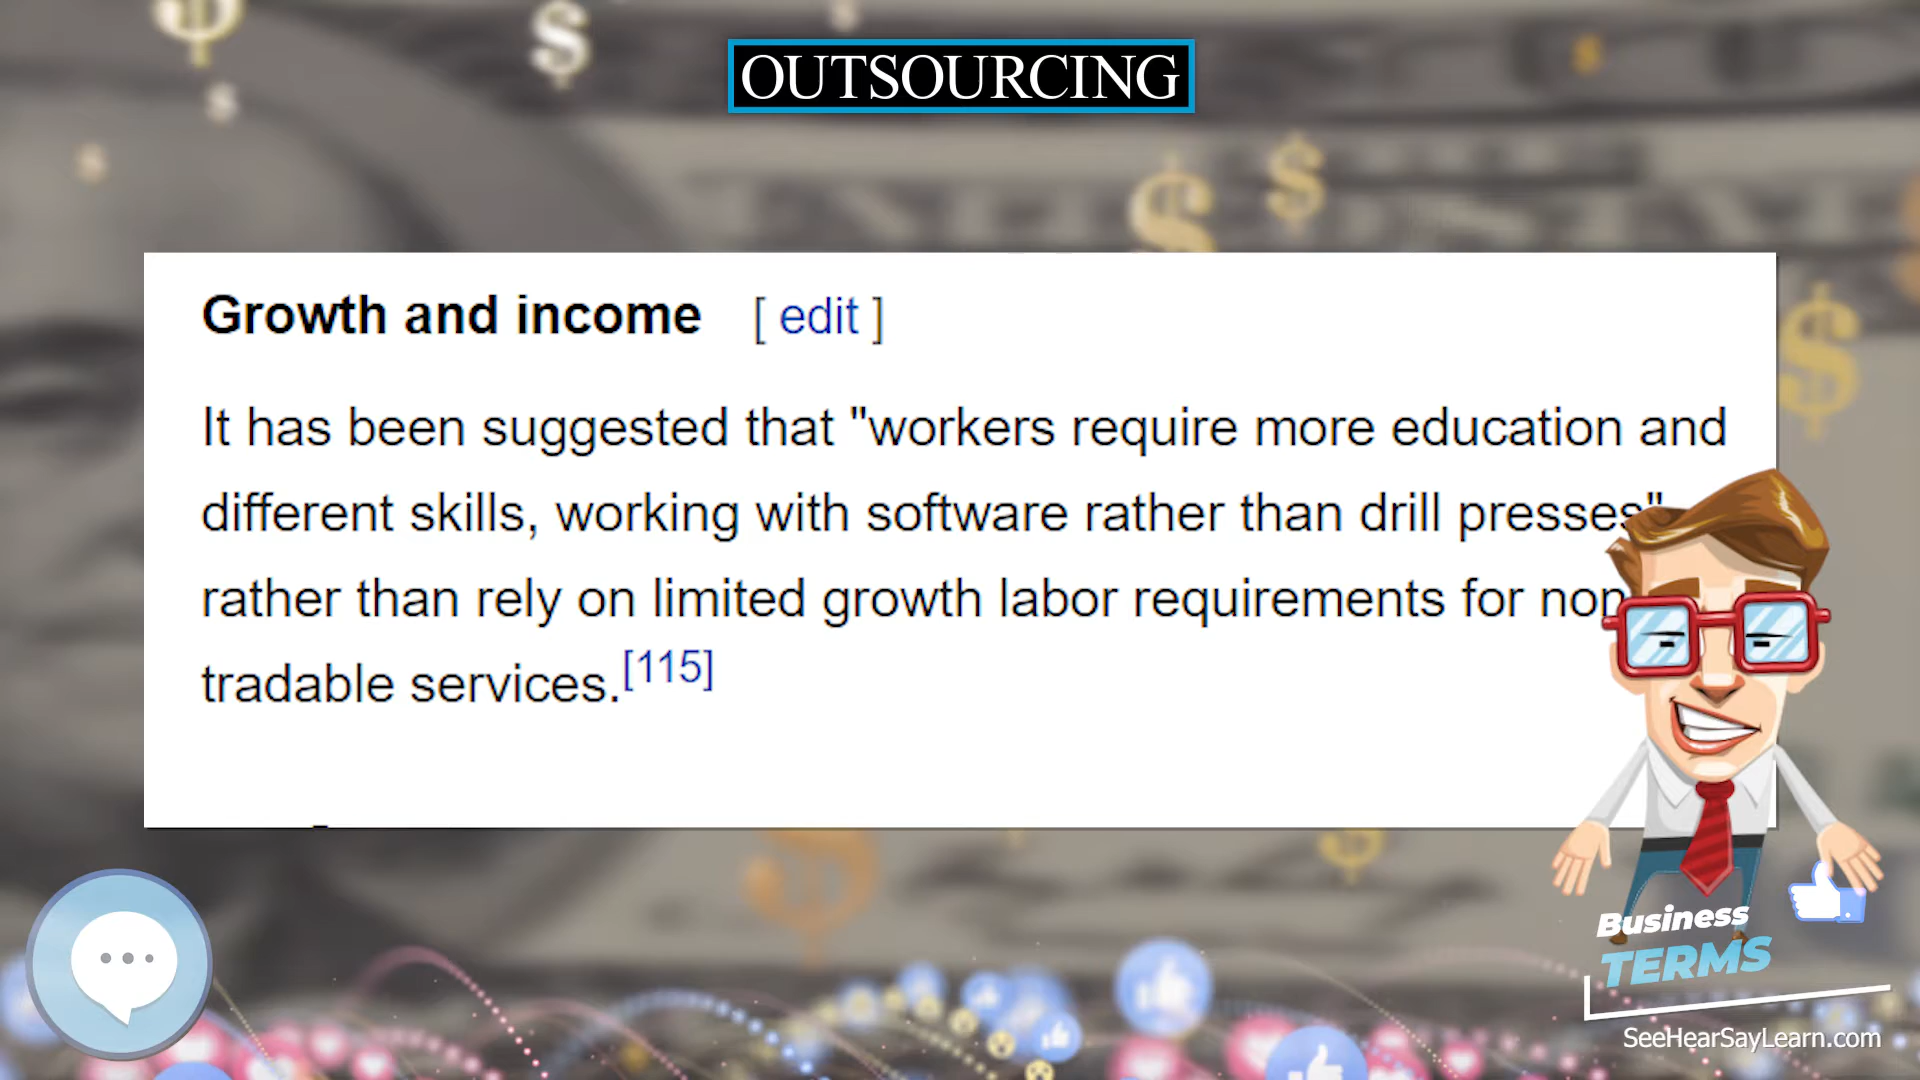 OUTSOURCING
Growth and income [ edit ]
It has been suggested that "workers require more education and
different skills, working with software rather than drill presses"
rather than rely on limited growth labor requirements for non
tradable services.[115]
Business
TERMS
SeeHearSayLearn.com